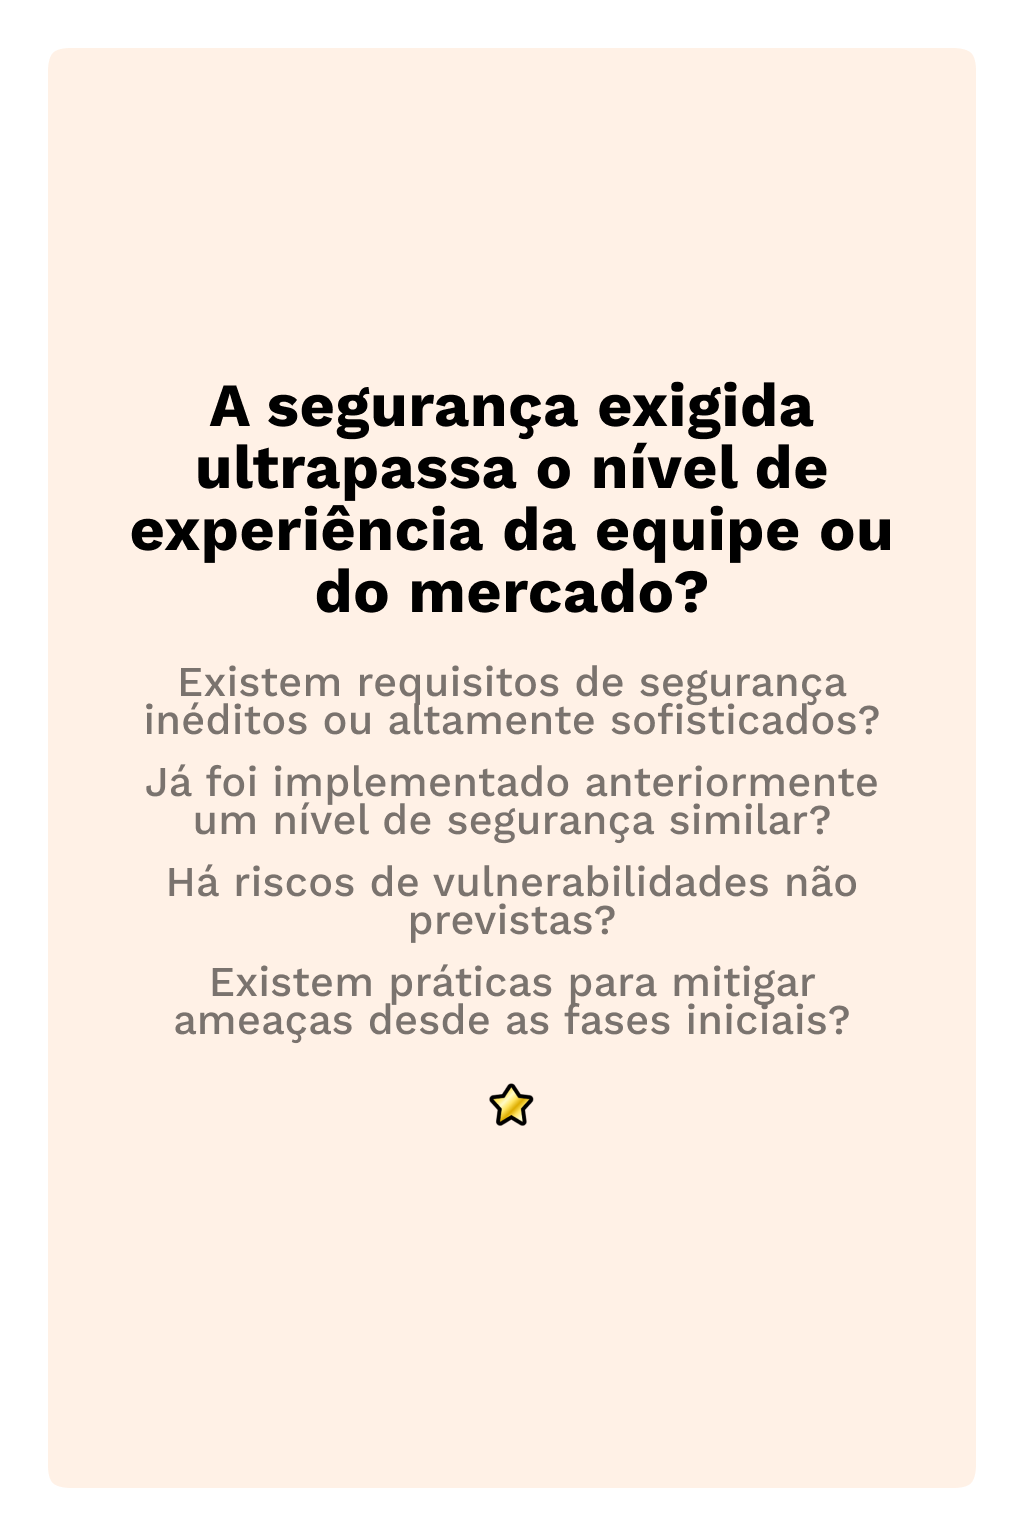 A segurança exigida
ultrapassa o nível de
experiência da equipe ou
do mercado?
Existem requisitos de segurança
inéditos ou altamente sofisticados?
Já foi implementado anteriormente
um nível de segurança similar?
Há riscos de vulnerabilidades não
previstas?
Existem práticas para mitigar
ameaças desde as fases iniciais?